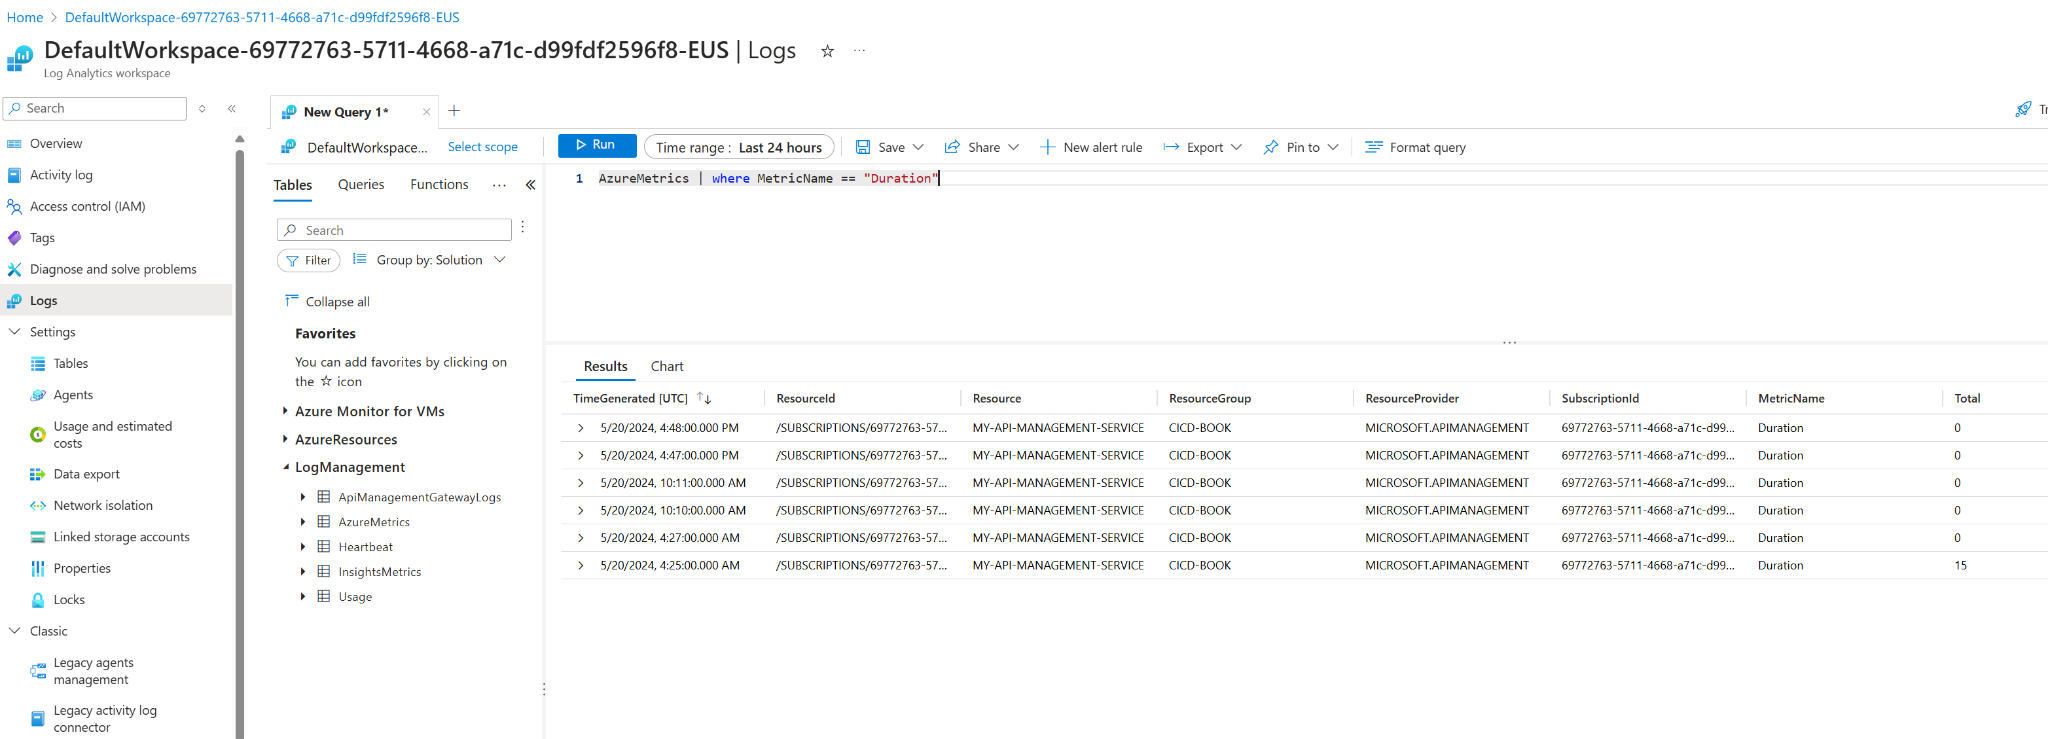 Home > DefaultWorkspace-69772763-5711-4668-a71c-d99fdf2596f8-EUS
DefaultWorkspace-69772763-5711-4668-a71c-d99fdf2596f8-EUS | Logs
Log Analytics workspace
Search
Overview
Activity log
Access control (IAM)
Tags
Diagnose and solve problems
Logs
Settings
Tables
Agents
Usage and estimated
costs
Data export
Network isolation
Linked storage accounts
Properties
Locks
Classic
Legacy agents
management
Legacy activity log
connector
New Query 1*
DefaultWorkspace... Select scope
Run Time range : Last 24 hours Save Share New alert rule Export Pin to Format query
Tables Queries Functions ...
Search
Filter Group by: Solution
Collapse all
Favorites
You can add favorites by clicking on
the ☆ icon
Azure Monitor for VMs
AzureResources
LogManagement
ApiManagementGatewayLogs
AzureMetrics
Heartbeat
InsightsMetrics
Usage
1 AzureMetrics | where MetricName == "Duration"
Results Chart
TimeGenerated [UTC] ResourceId Resource ResourceGroup ResourceProvider SubscriptionId MetricName Total
5/20/2024, 4:48:00.000 PM /SUBSCRIPTIONS/69772763-57... MY-API-MANAGEMENT-SERVICE CICD-BOOK MICROSOFT.APIMANAGEMENT 69772763-5711-4668-a71c-d99... Duration 0
5/20/2024, 4:47:00.000 PM /SUBSCRIPTIONS/69772763-57... MY-API-MANAGEMENT-SERVICE CICD-BOOK MICROSOFT.APIMANAGEMENT 69772763-5711-4668-a71c-d99... Duration 0
5/20/2024, 10:11:00.000 AM /SUBSCRIPTIONS/69772763-57... MY-API-MANAGEMENT-SERVICE CICD-BOOK MICROSOFT.APIMANAGEMENT 69772763-5711-4668-a71c-d99... Duration 0
5/20/2024, 10:10:00.000 AM /SUBSCRIPTIONS/69772763-57... MY-API-MANAGEMENT-SERVICE CICD-BOOK MICROSOFT.APIMANAGEMENT 69772763-5711-4668-a71c-d99... Duration 0
5/20/2024, 4:27:00.000 AM /SUBSCRIPTIONS/69772763-57... MY-API-MANAGEMENT-SERVICE CICD-BOOK MICROSOFT.APIMANAGEMENT 69772763-5711-4668-a71c-d99... Duration 0
5/20/2024, 4:25:00.000 AM /SUBSCRIPTIONS/69772763-57... MY-API-MANAGEMENT-SERVICE CICD-BOOK MICROSOFT.APIMANAGEMENT 69772763-5711-4668-a71c-d99... Duration 15